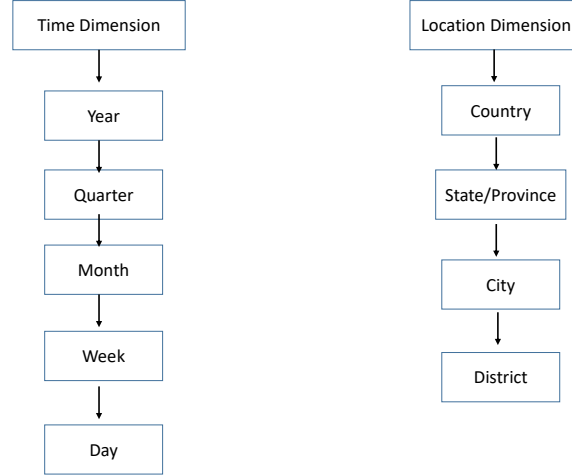 Time Dimension
Year
Quarter
Month
Week
Day
Location Dimension
Country
State/Province
City
District